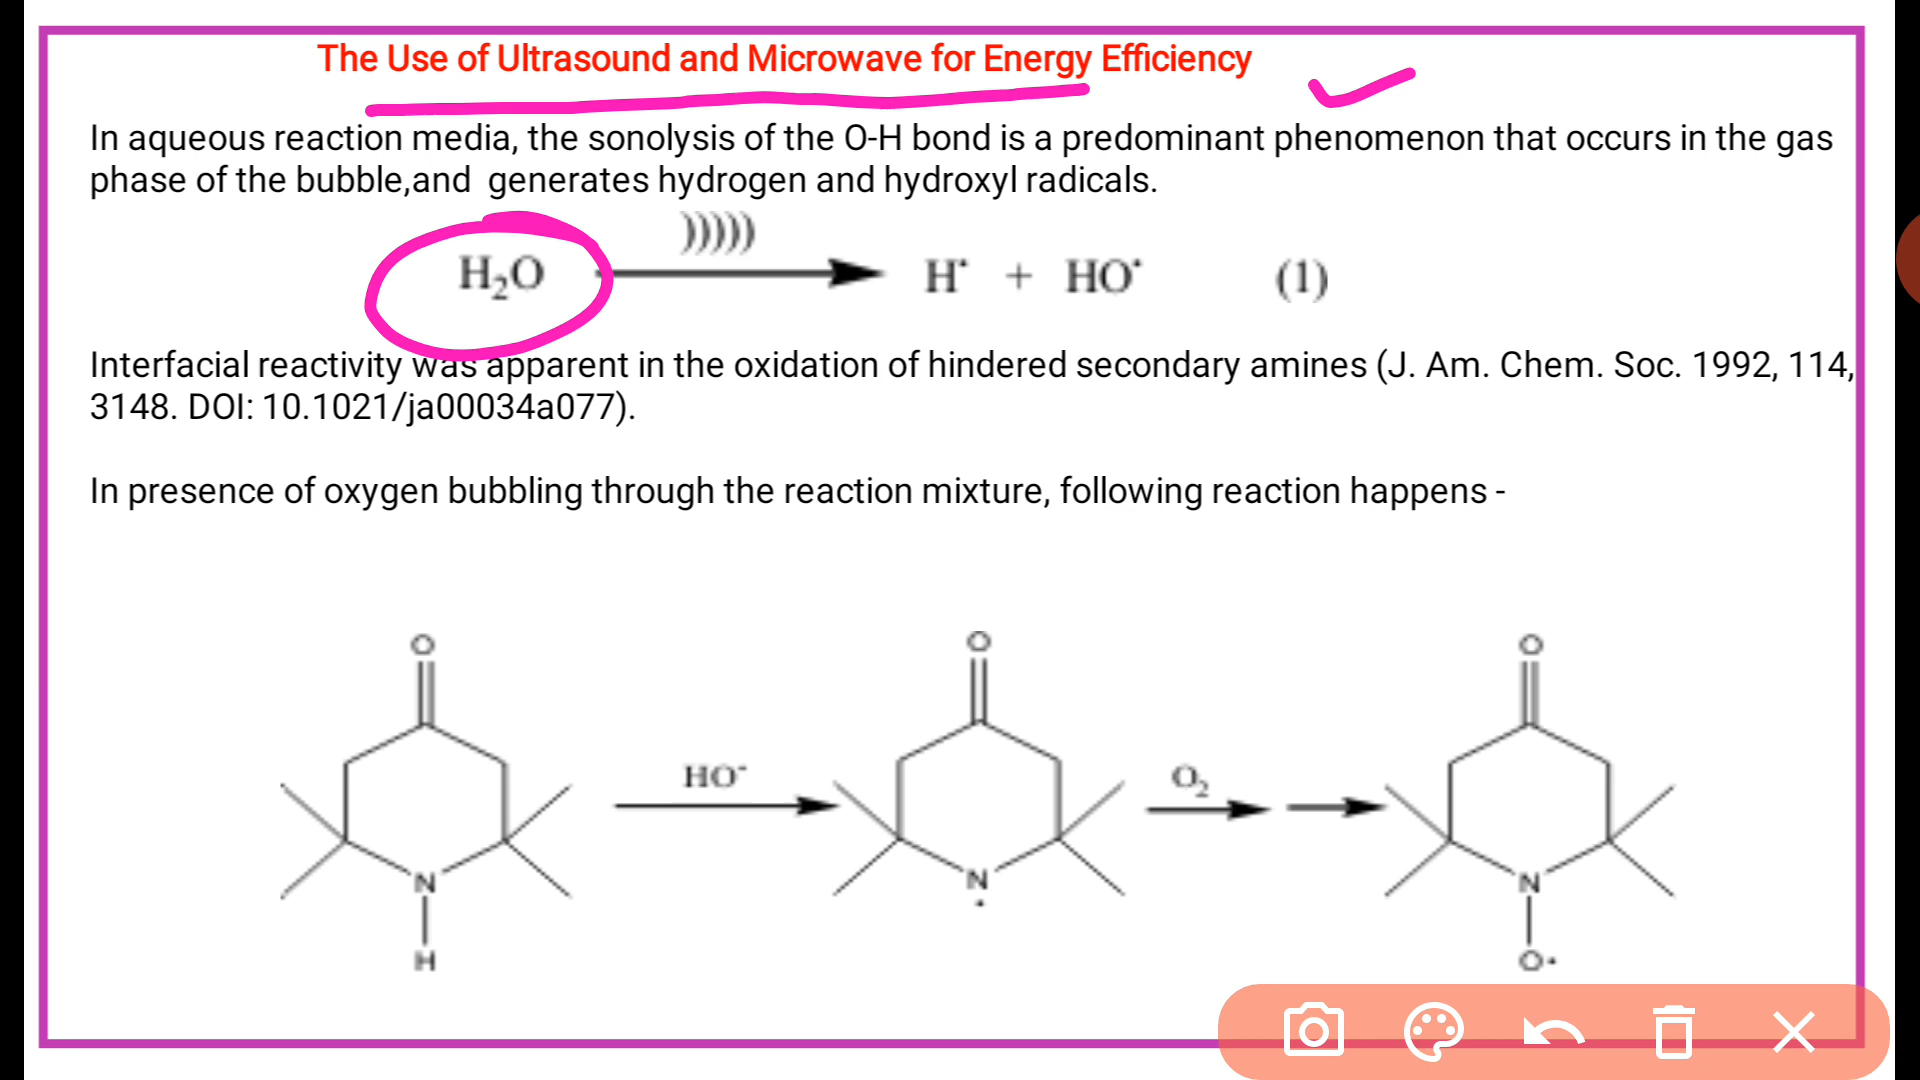 The Use of Ultrasound and Microwave for Energy Efficiency
In aqueous reaction media, the sonolysis of the O-H bond is a predominant phenomenon that occurs in the gas
phase of the bubble,and generates hydrogen and hydroxyl radicals.
)))))
H₂O H• + HO• (1)
Interfacial reactivity was apparent in the oxidation of hindered secondary amines (J. Am. Chem. Soc. 1992, 114,
3148. DOI: 10.1021/ja00034a077).
In presence of oxygen bubbling through the reaction mixture, following reaction happens -
O O O
HO• O₂
N N• N
H O•